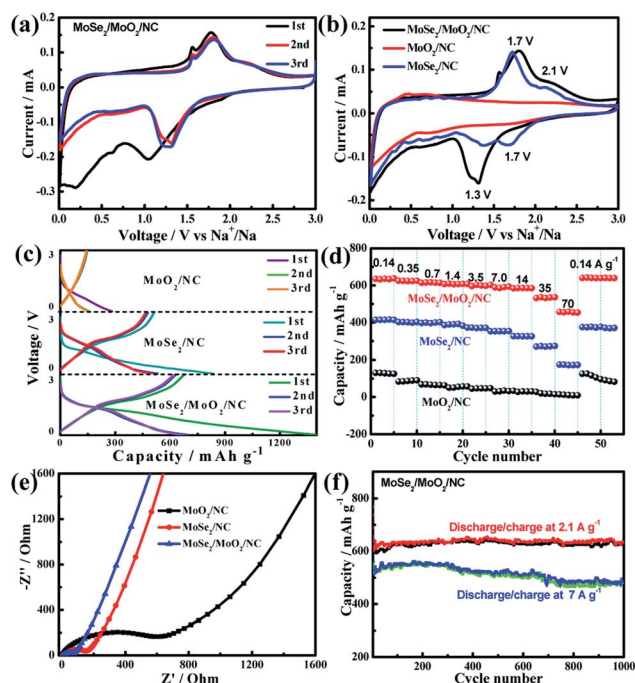 (a)
MoSe₂/MoO₂/NC
1st
2nd
3rd
Current / mA
0.2
0.1
0.0
-0.1
-0.2
-0.3
0.0 0.5 1.0 1.5 2.0 2.5 3.0
Voltage / V vs Na⁺/Na
(b)
MoSe₂/MoO₂/NC
MoO₂/NC
MoSe₂/NC
1.7 V
2.1 V
1.7 V
1.3 V
Current / mA
0.2
0.1
0.0
-0.1
-0.2
0.0 0.5 1.0 1.5 2.0 2.5 3.0
Voltage / V vs Na⁺/Na
(c)
Voltage / V
3
0
3
0
3
0
MoO₂/NC
1st
2nd
3rd
MoSe₂/NC
1st
2nd
3rd
MoSe₂/MoO₂/NC
1st
2nd
3rd
0 300 600 900 1200
Capacity / mAh g⁻¹
(d)
Capacity / mAh g⁻¹
800
600
400
200
0
-200
0.14 0.35 0.7 1.4 3.5 7.0 14 35 70 0.14 A g⁻¹
MoSe₂/MoO₂/NC
MoSe₂/NC
MoO₂/NC
0 10 20 30 40 50
Cycle number
(e)
-Z'' / Ohm
1600
1200
800
400
0
MoO₂/NC
MoSe₂/NC
MoSe₂/MoO₂/NC
0 400 800 1200 1600
Z' / Ohm
(f)
MoSe₂/MoO₂/NC
Capacity / mAh g⁻¹
800
600
400
200
Discharge/charge at 2.1 A g⁻¹
Discharge/charge at 7 A g⁻¹
0 200 400 600 800 1000
Cycle number